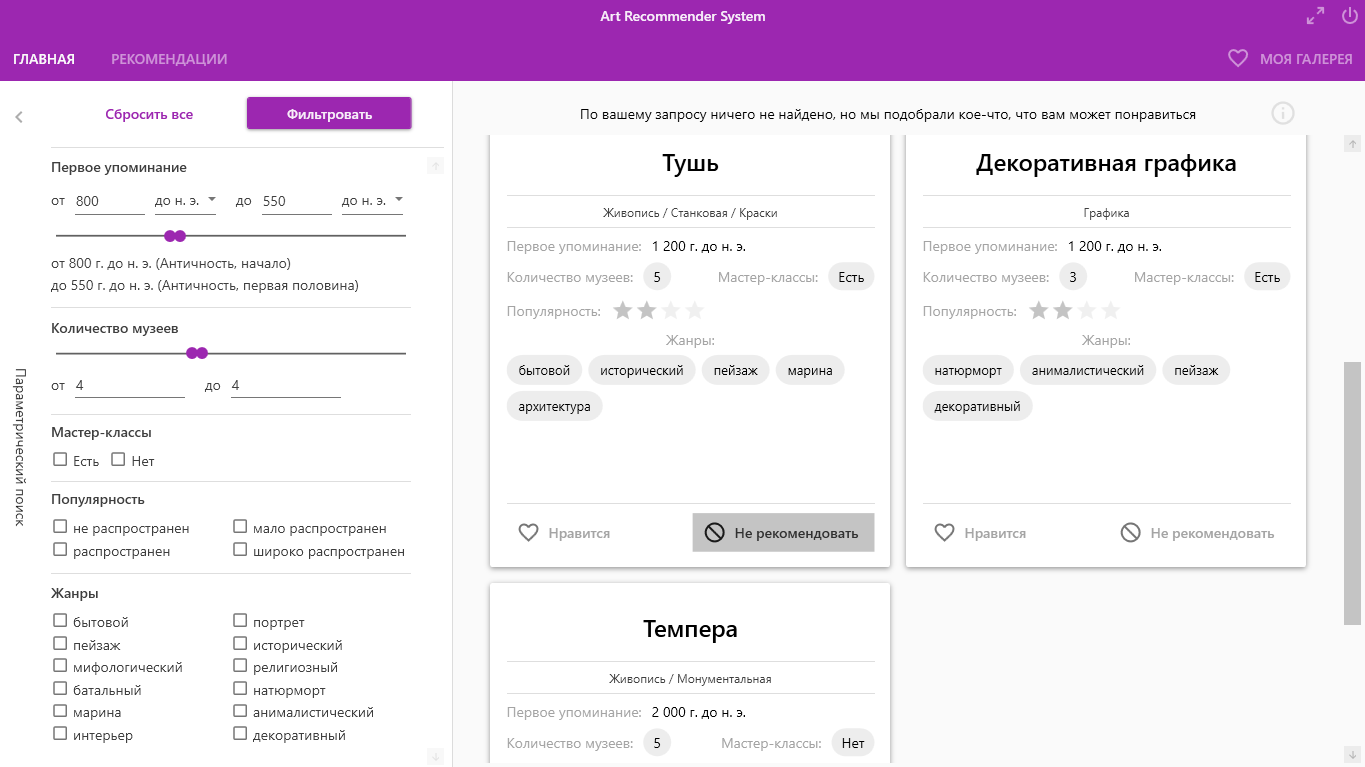 Art Recommender System
ГЛАВНАЯ РЕКОМЕНДАЦИИ МОЯ ГАЛЕРЕЯ
Сбросить все Фильтровать
Параметрический поиск
Первое упоминание
от 800 до н. э. до 550 до н. э.
от 800 г. до н. э. (Античность, начало)
до 550 г. до н. э. (Античность, первая половина)
Количество музеев
от 4 до 4
Мастер-классы
Есть Нет
Популярность
не распространен мало распространен
распространен широко распространен
Жанры
бытовой портрет
пейзаж исторический
мифологический религиозный
батальный натюрморт
марина анималистический
интерьер декоративный
По вашему запросу ничего не найдено, но мы подобрали кое-что, что вам может понравиться
Тушь
Живопись / Станковая / Краски
Первое упоминание: 1 200 г. до н. э.
Количество музеев: 5 Мастер-классы: Есть
Популярность:
Жанры:
бытовой исторический пейзаж марина
архитектура
Нравится Не рекомендовать
Декоративная графика
Графика
Первое упоминание: 1 200 г. до н. э.
Количество музеев: 3 Мастер-классы: Есть
Популярность:
Жанры:
натюрморт анималистический пейзаж
декоративный
Нравится Не рекомендовать
Темпера
Живопись / Монументальная
Первое упоминание: 2 000 г. до н. э.
Количество музеев: 5 Мастер-классы: Нет